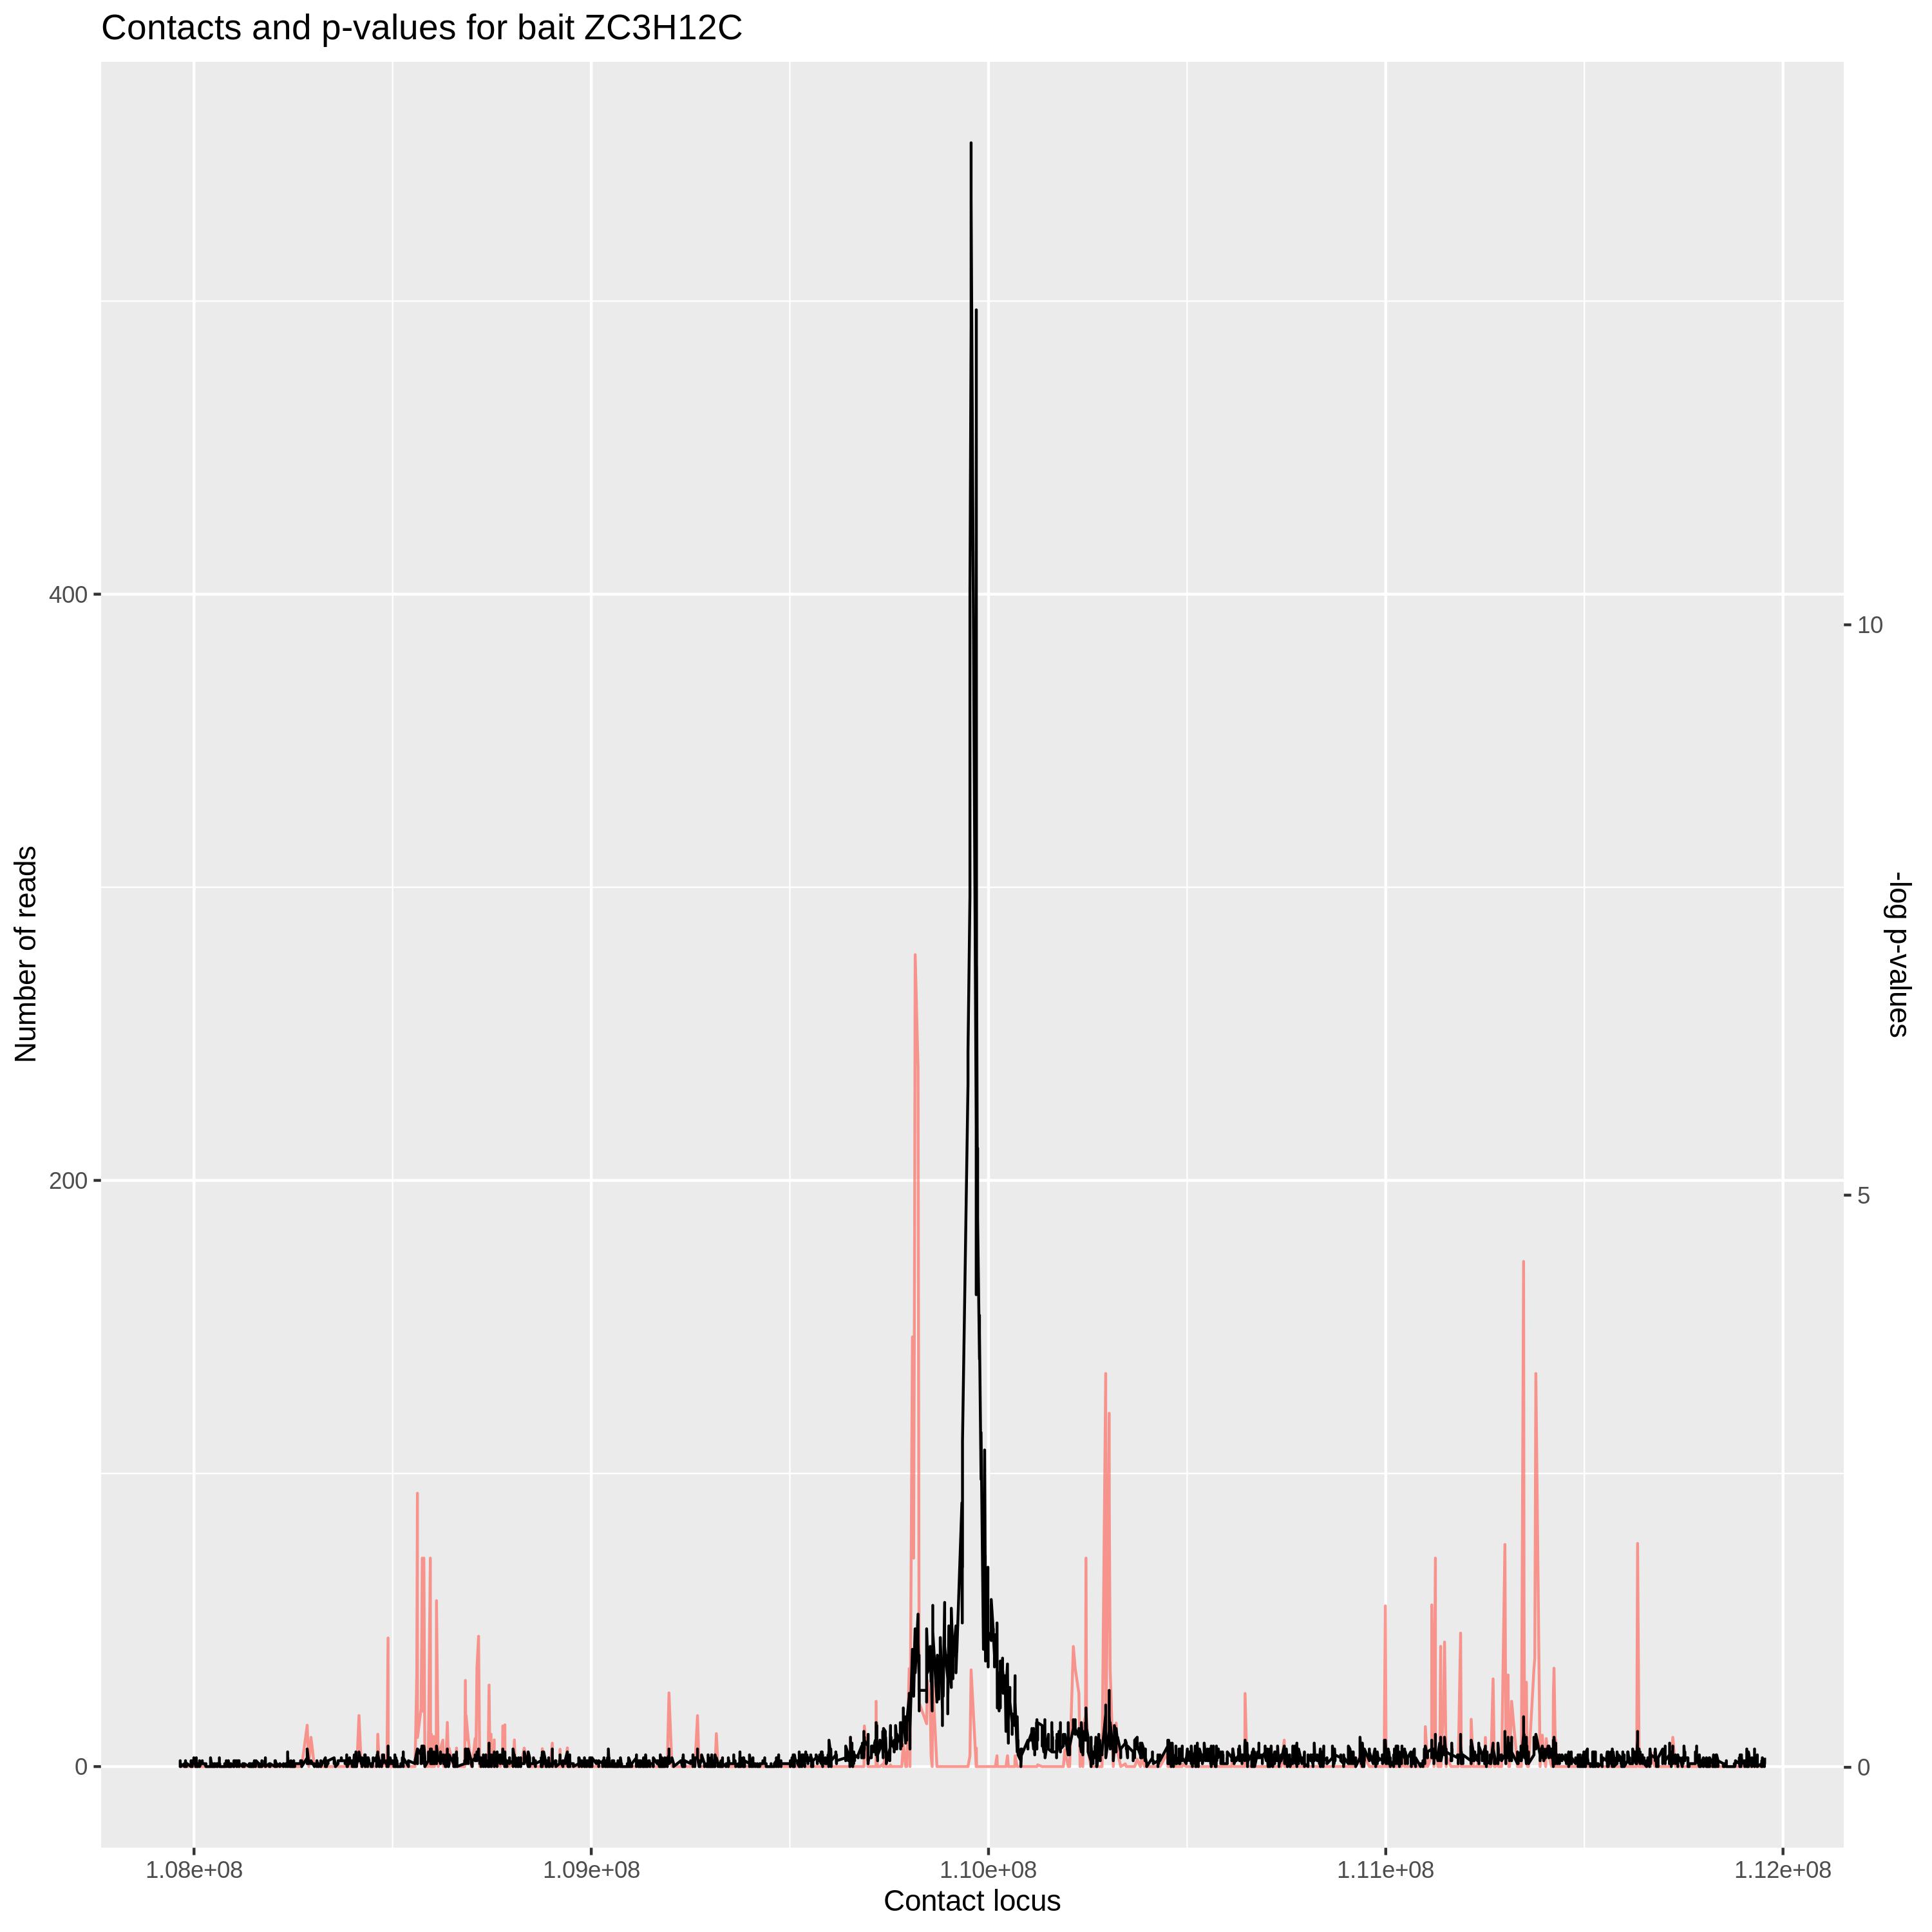 Contacts and p-values for bait ZC3H12C
Number of reads
400
200
0
10
5
0
-log p-values
1.08e+08 1.09e+08 1.10e+08 1.11e+08 1.12e+08
Contact locus